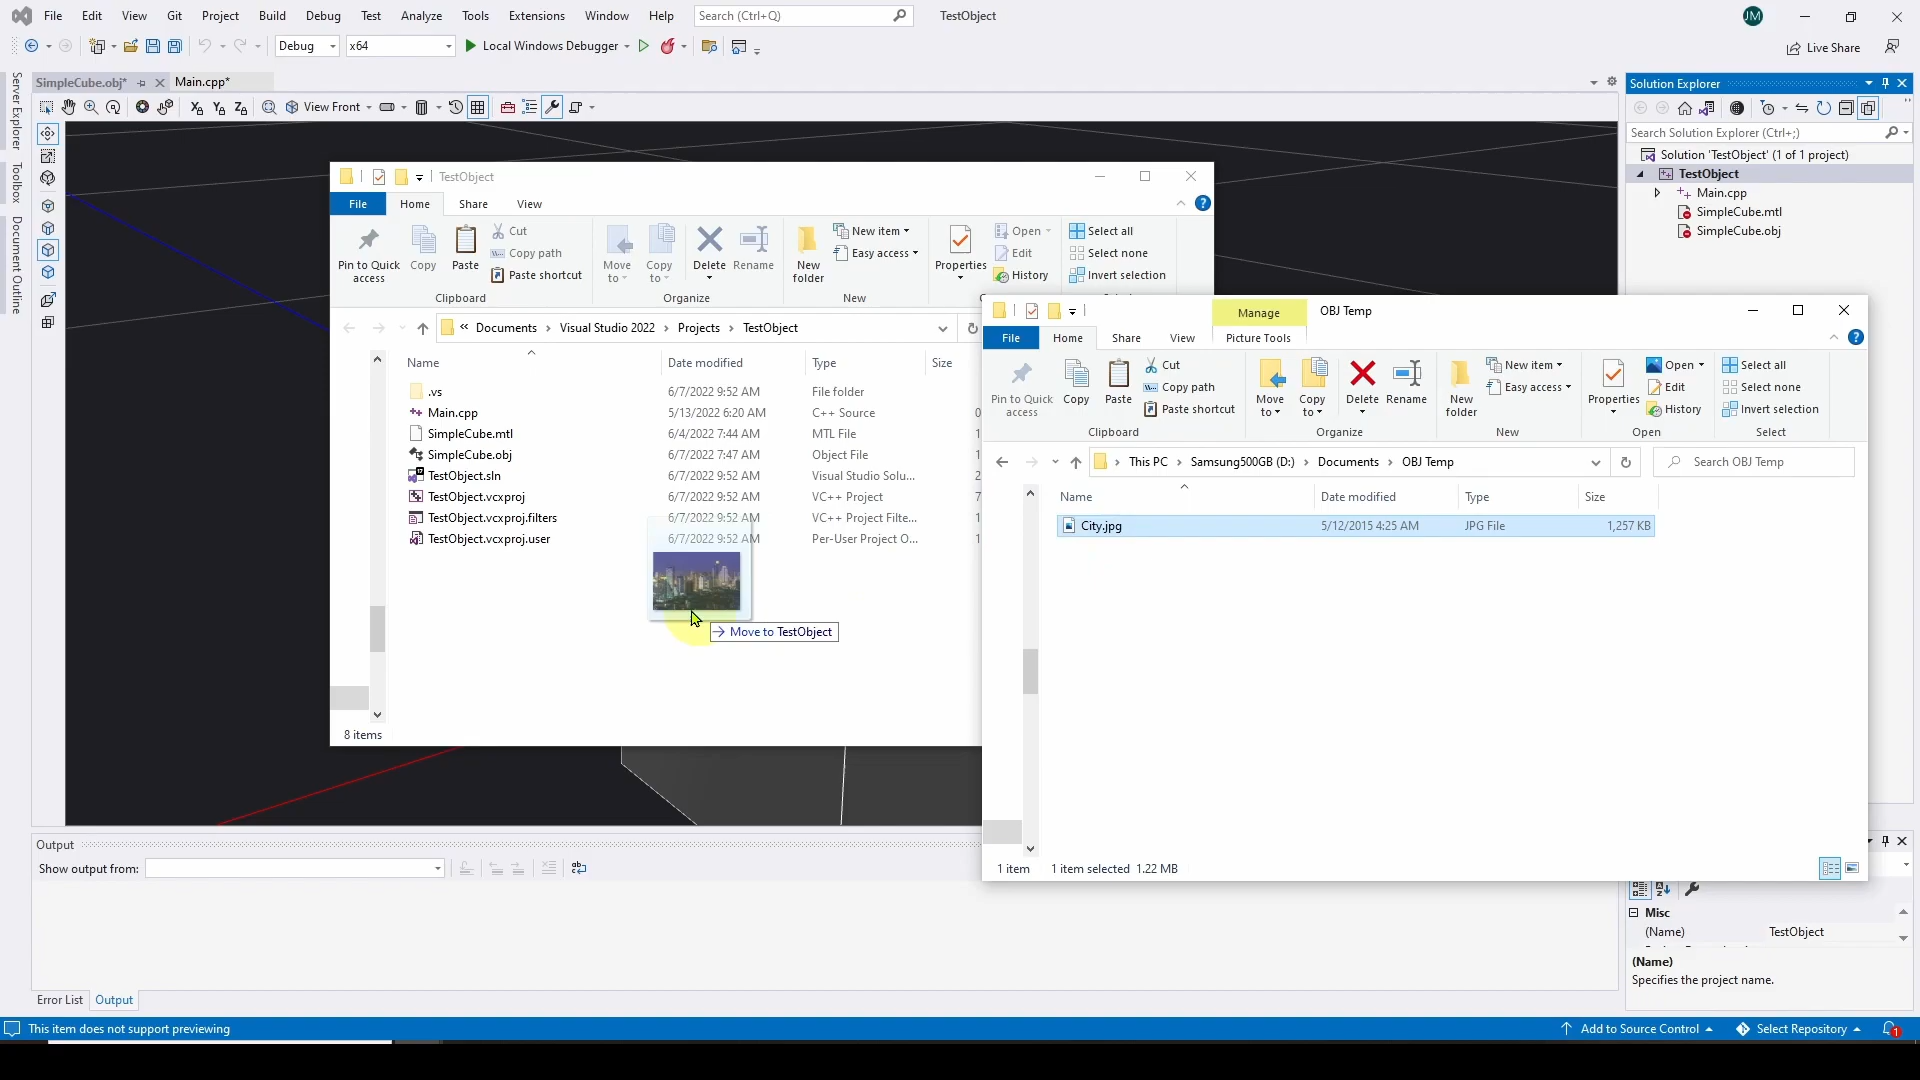 File Edit View Git Project Build Debug Test Analyze Tools Extensions Window Help Search (Ctrl+Q) TestObject JM
Debug x64 Local Windows Debugger Live Share
SimpleCube.obj* Main.cpp*
View Front
Server Explorer
Toolbox
Document Outline
Solution Explorer
Search Solution Explorer (Ctrl+;)
Solution 'TestObject' (1 of 1 project)
TestObject
Main.cpp
SimpleCube.mtl
SimpleCube.obj
TestObject
File Home Share View
Pin to Quick access
Copy
Paste
Cut
Copy path
Paste shortcut
Clipboard
Move to
Copy to
Delete
Rename
Organize
New folder
New item
Easy access
New
Properties
Open
Edit
History
Select all
Select none
Invert selection
« Documents › Visual Studio 2022 › Projects › TestObject
Name Date modified Type Size
.vs 6/7/2022 9:52 AM File folder
Main.cpp 5/13/2022 6:20 AM C++ Source 0
SimpleCube.mtl 6/4/2022 7:44 AM MTL File 1
SimpleCube.obj 6/7/2022 7:47 AM Object File 1
TestObject.sln 6/7/2022 9:52 AM Visual Studio Solu... 2
TestObject.vcxproj 6/7/2022 9:52 AM VC++ Project 7
TestObject.vcxproj.filters 6/7/2022 9:52 AM VC++ Project Filte... 1
TestObject.vcxproj.user 6/7/2022 9:52 AM Per-User Project O... 1
Move to TestObject
8 items
Manage OBJ Temp
File Home Share View Picture Tools
Pin to Quick access
Copy
Paste
Cut
Copy path
Paste shortcut
Clipboard
Move to
Copy to
Delete
Rename
Organize
New folder
New item
Easy access
New
Properties
Open
Edit
History
Open
Select all
Select none
Invert selection
Select
› This PC › Samsung500GB (D:) › Documents › OBJ Temp
Search OBJ Temp
Name Date modified Type Size
City.jpg 5/12/2015 4:25 AM JPG File 1,257 KB
1 item 1 item selected 1.22 MB
Output
Show output from:
Error List Output
Misc
(Name) TestObject
(Name)
Specifies the project name.
This item does not support previewing
Add to Source Control Select Repository 1